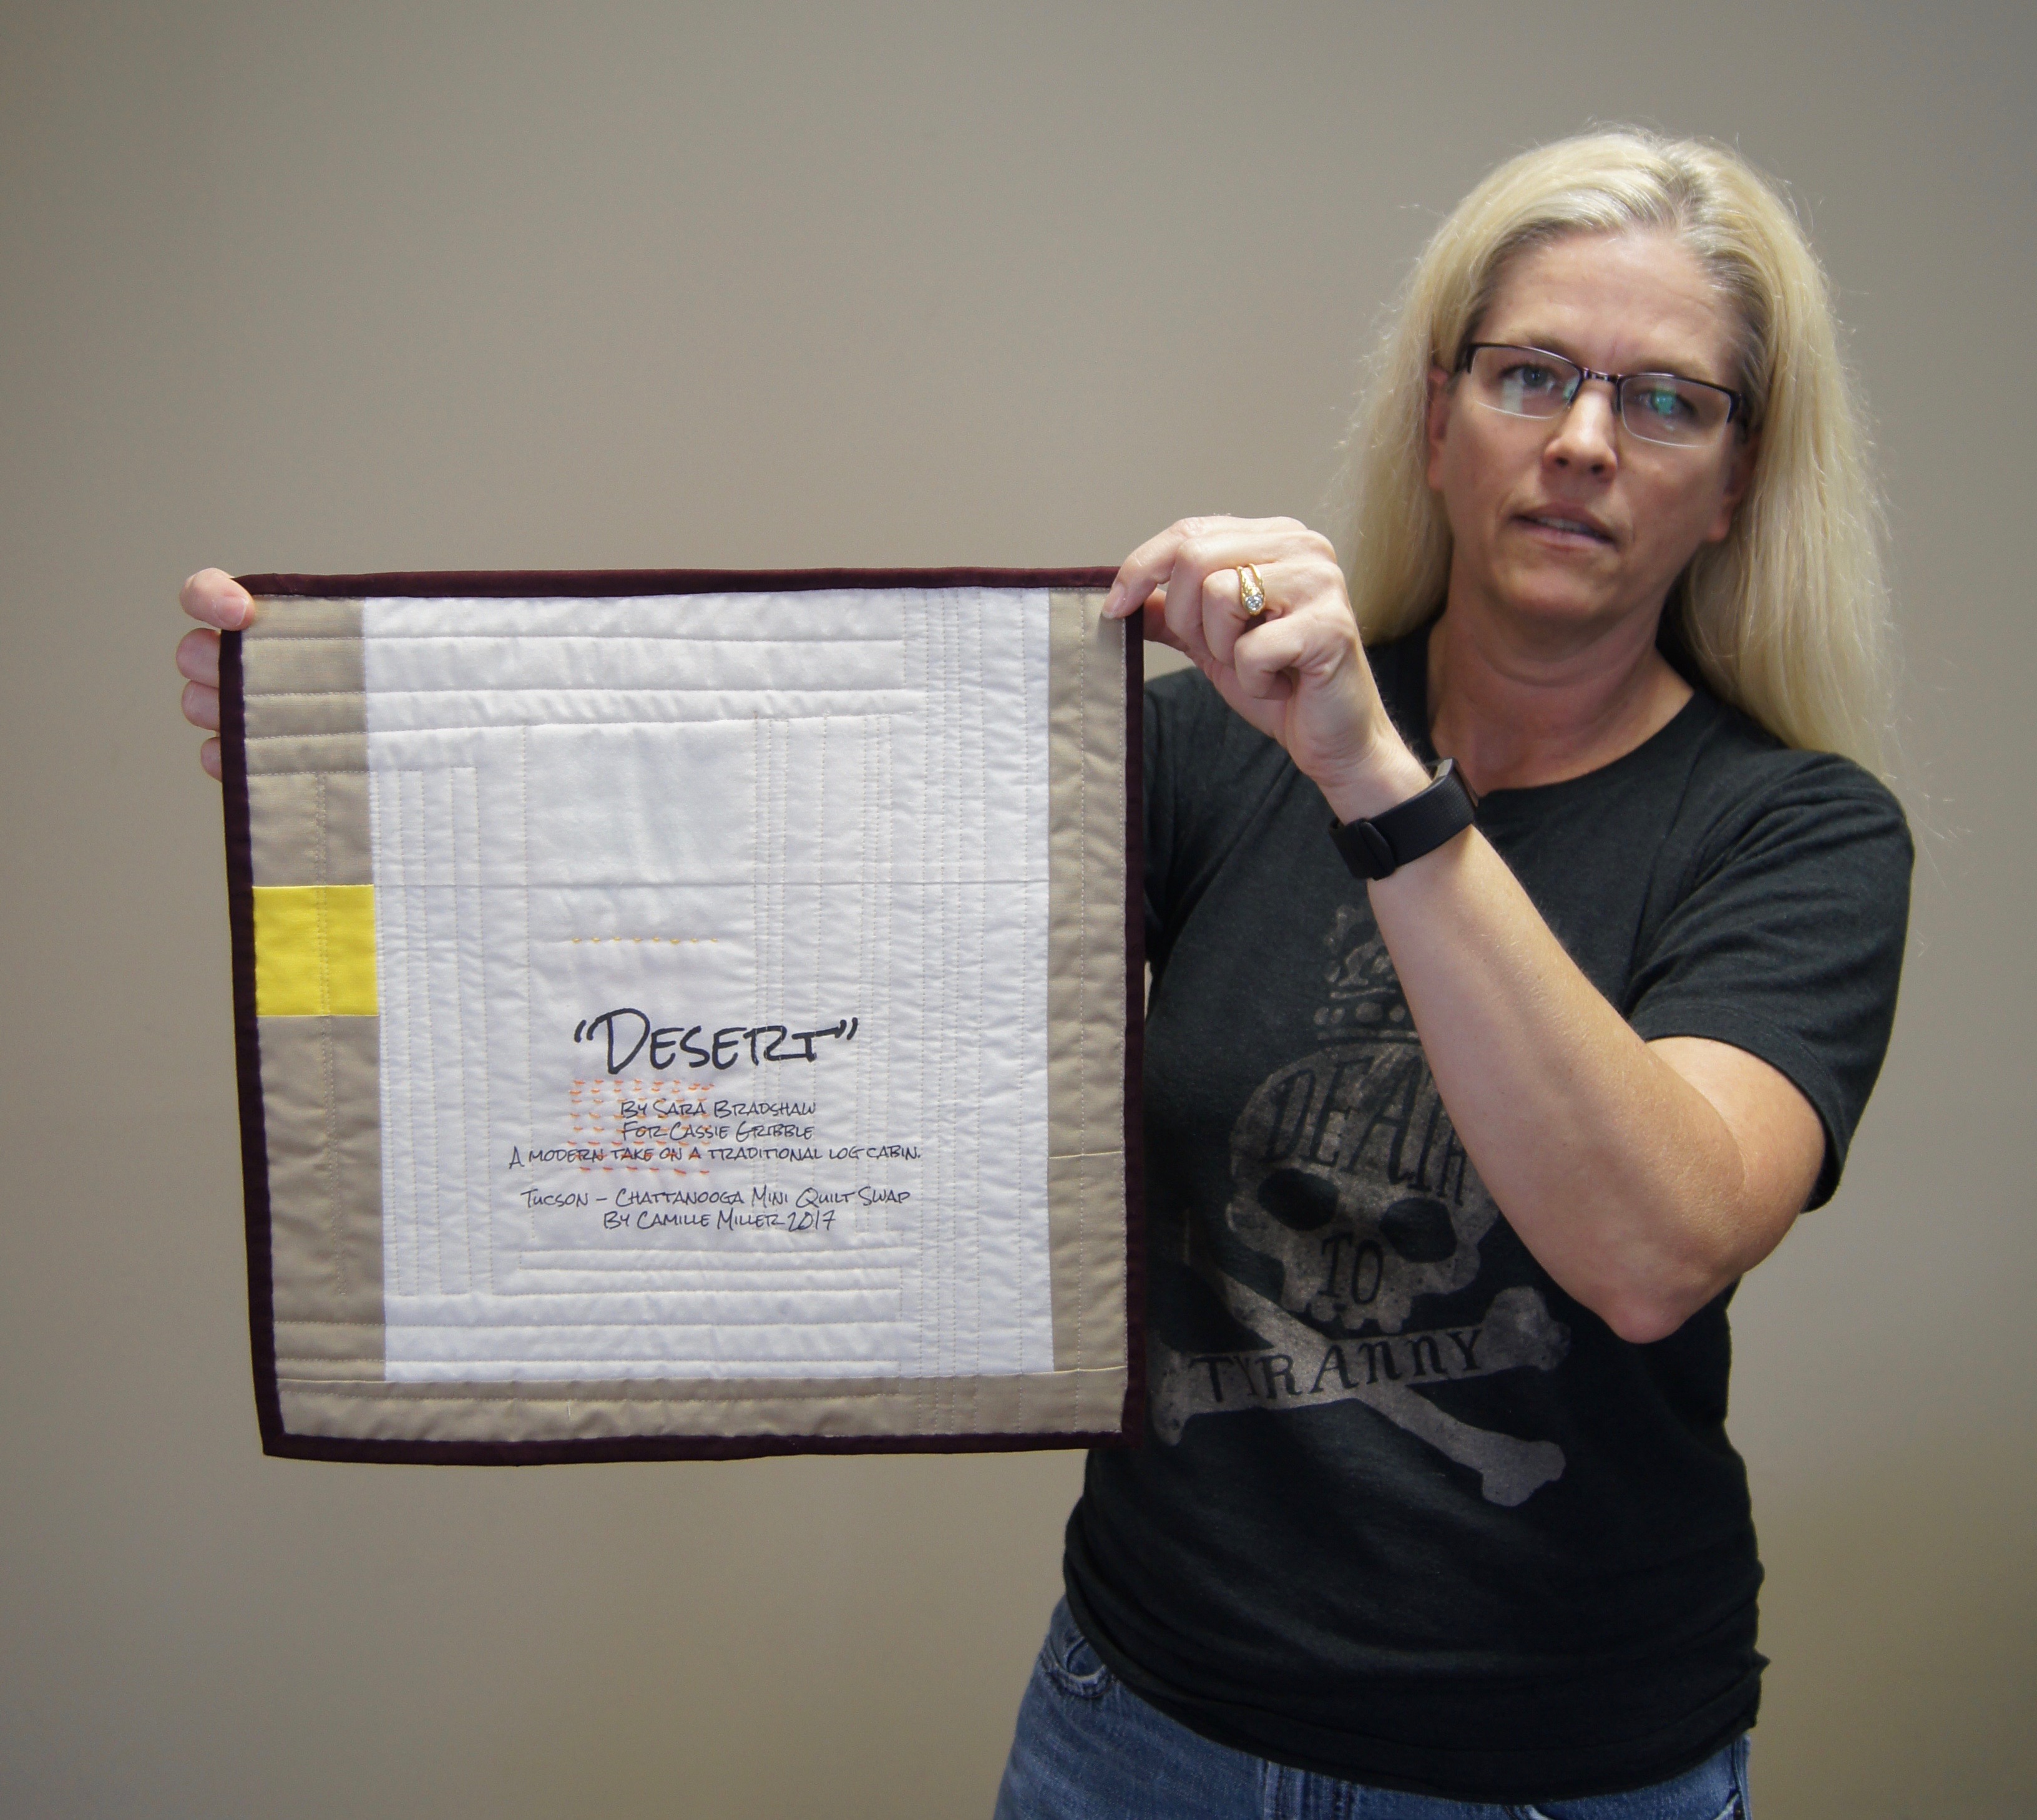 “DESERT”
BY SARA BRADSHAW
FOR CASSIE GRIBBLE
A MODERN TAKE ON A TRADITIONAL LOG CABIN.
TUCSON – CHATTANOOGA MINI QUILT SWAP
BY CAMILLE MILLER 2017
DEATH
TO
TYRANNY